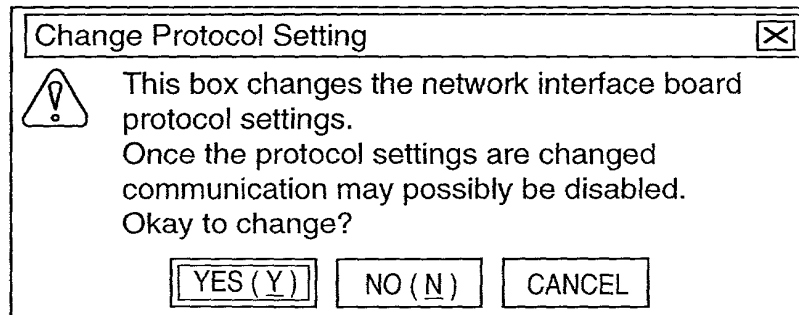 Change Protocol Setting
This box changes the network interface board
protocol settings.
Once the protocol settings are changed
communication may possibly be disabled.
Okay to change?
YES ( Y ) NO ( N ) CANCEL